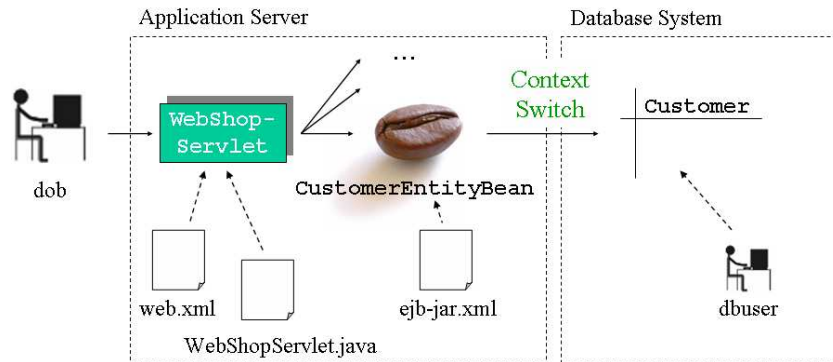 Application Server
Database System
...
Context
Switch
Customer
WebShop-
Servlet
CustomerEntityBean
dob
web.xml
ejb-jar.xml
dbuser
WebShopServlet.java